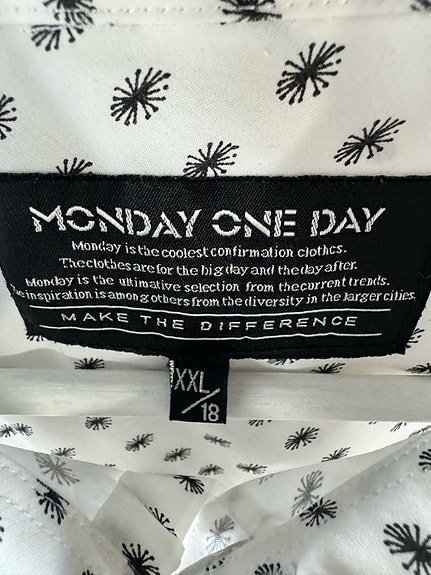 MONDAY ONE DAY
Monday is the coolest confirmation clothes.
The clothes are for the big day and the day after.
Monday is the ultimative selection from the current trends.
The inspiration is among others from the diversity in the larger cities.
MAKE THE DIFFERENCE
XXL/18